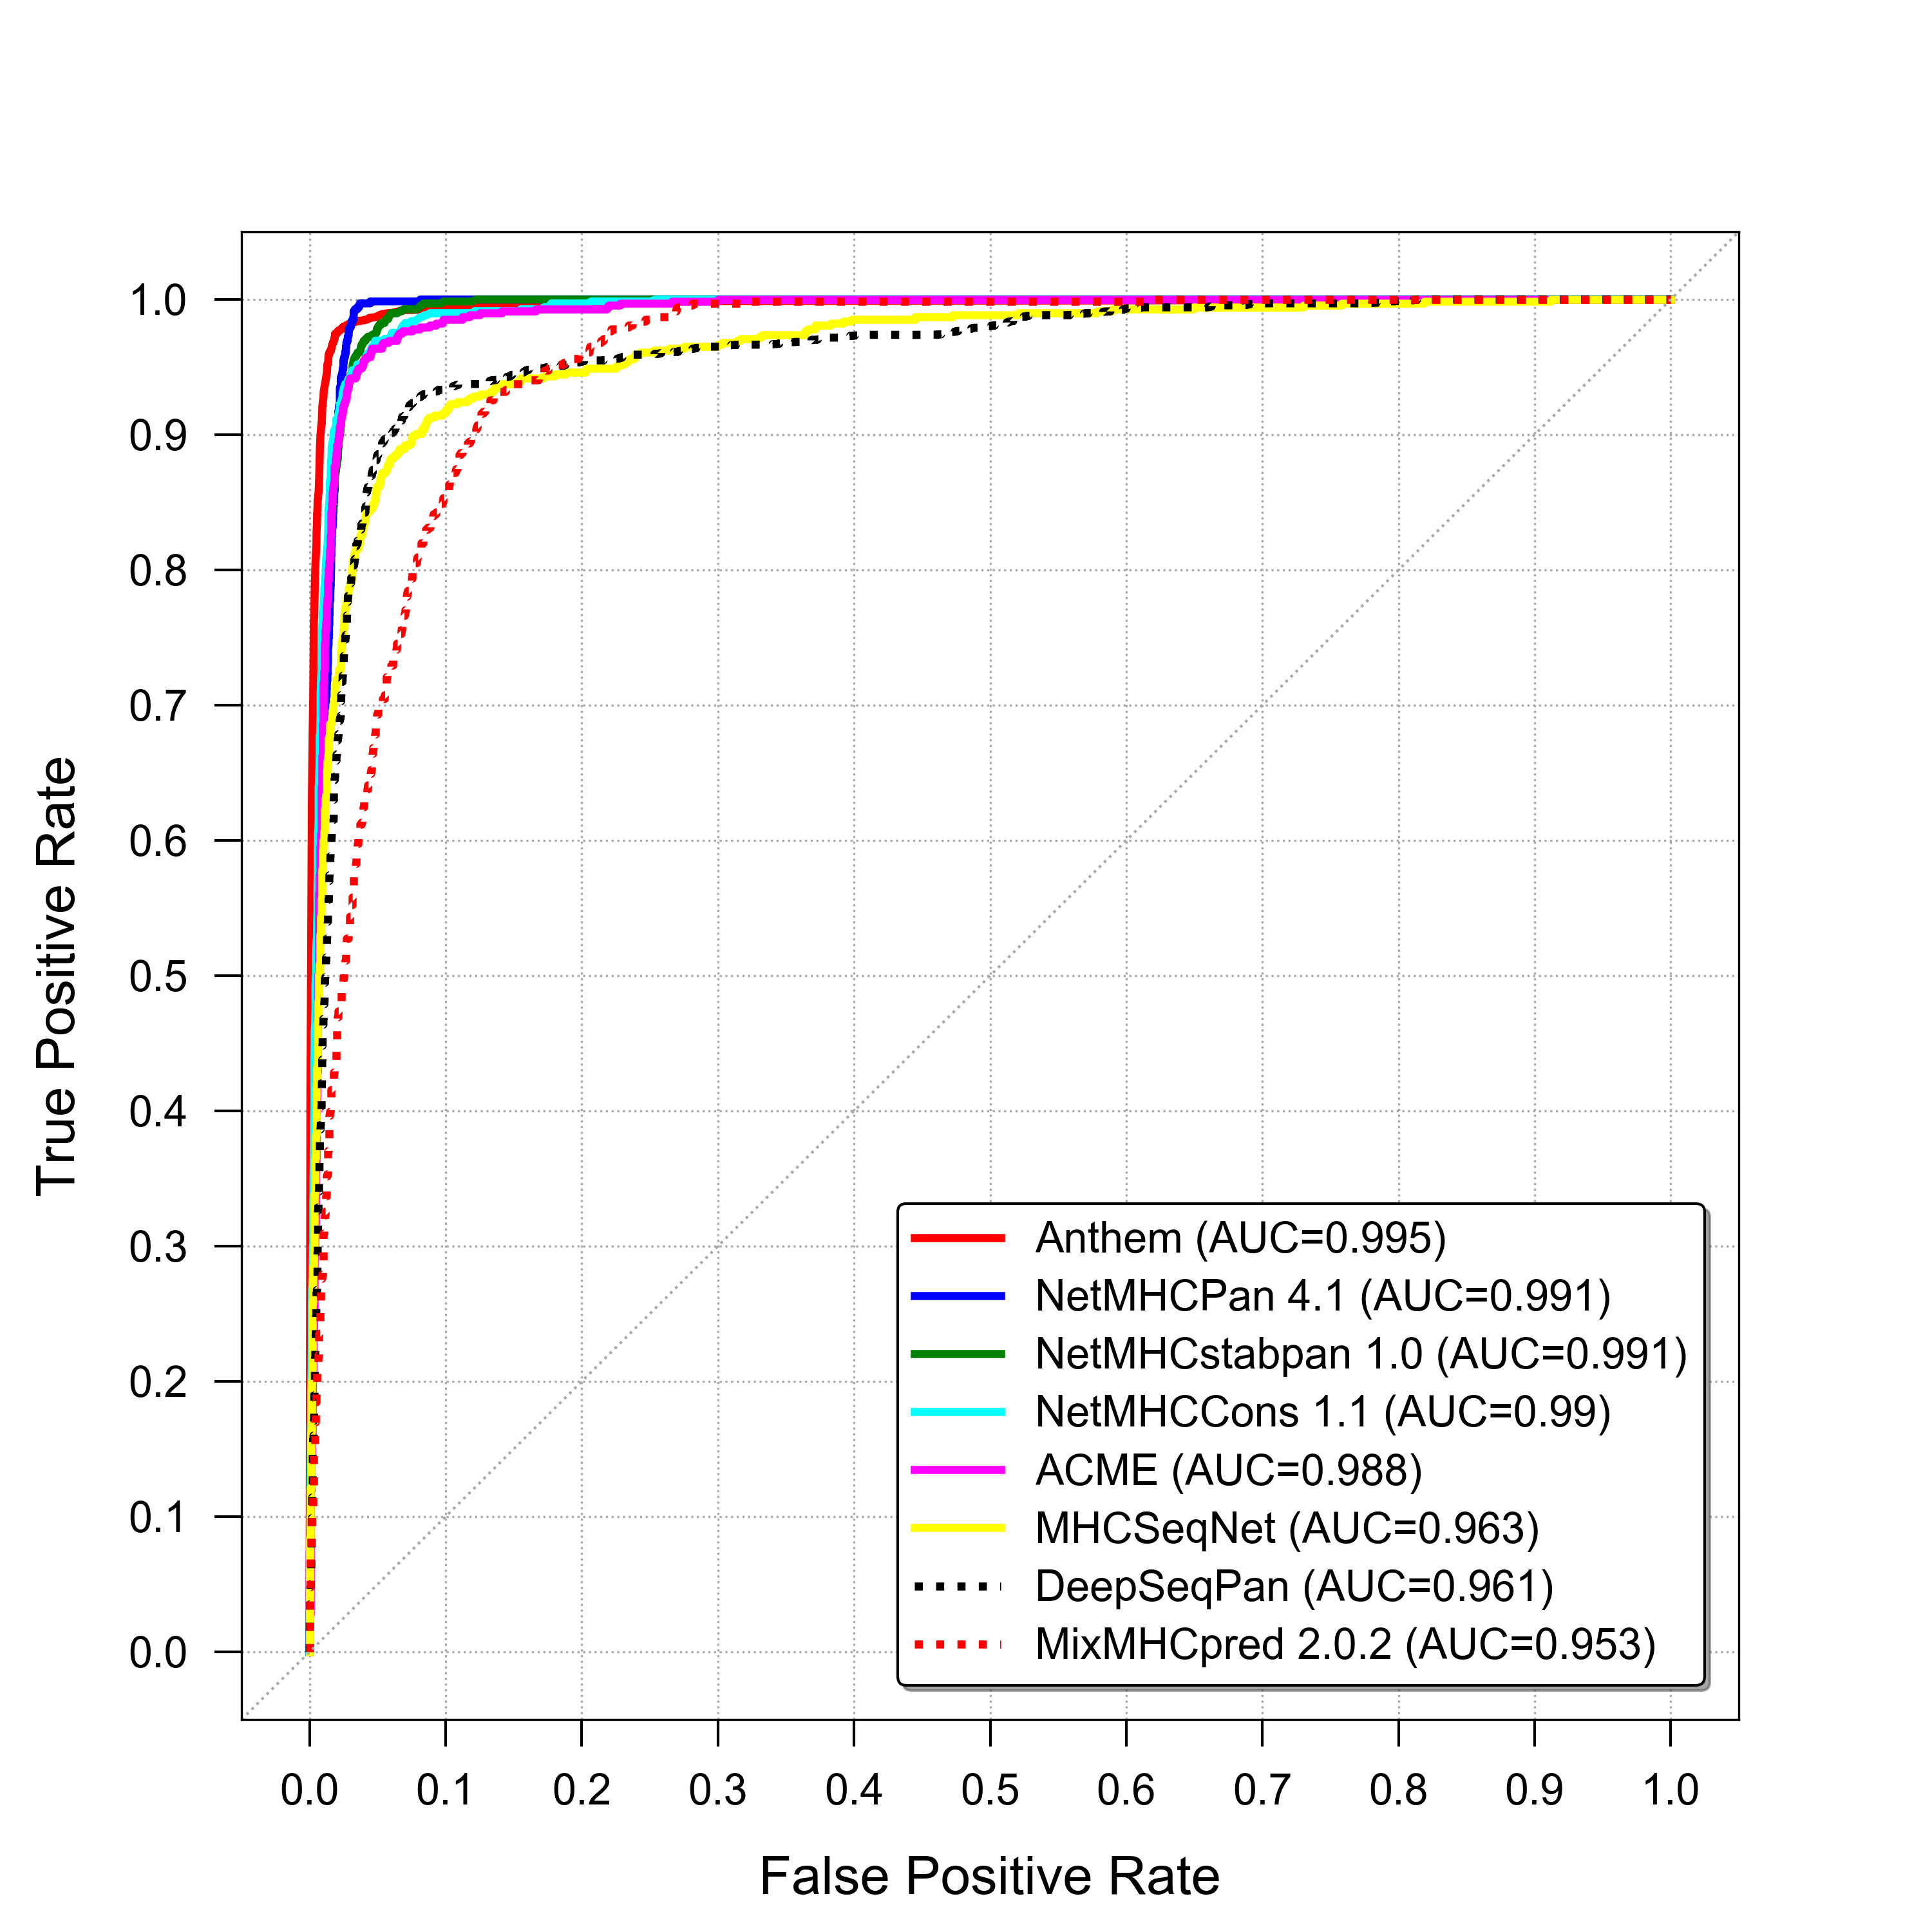 True Positive Rate
1.0
0.9
0.8
0.7
0.6
0.5
0.4
0.3
0.2
0.1
0.0
Anthem (AUC=0.995)
NetMHCPan 4.1 (AUC=0.991)
NetMHCstabpan 1.0 (AUC=0.991)
NetMHCCons 1.1 (AUC=0.99)
ACME (AUC=0.988)
MHCSeqNet (AUC=0.963)
DeepSeqPan (AUC=0.961)
MixMHCpred 2.0.2 (AUC=0.953)
0.0 0.1 0.2 0.3 0.4 0.5 0.6 0.7 0.8 0.9 1.0
False Positive Rate